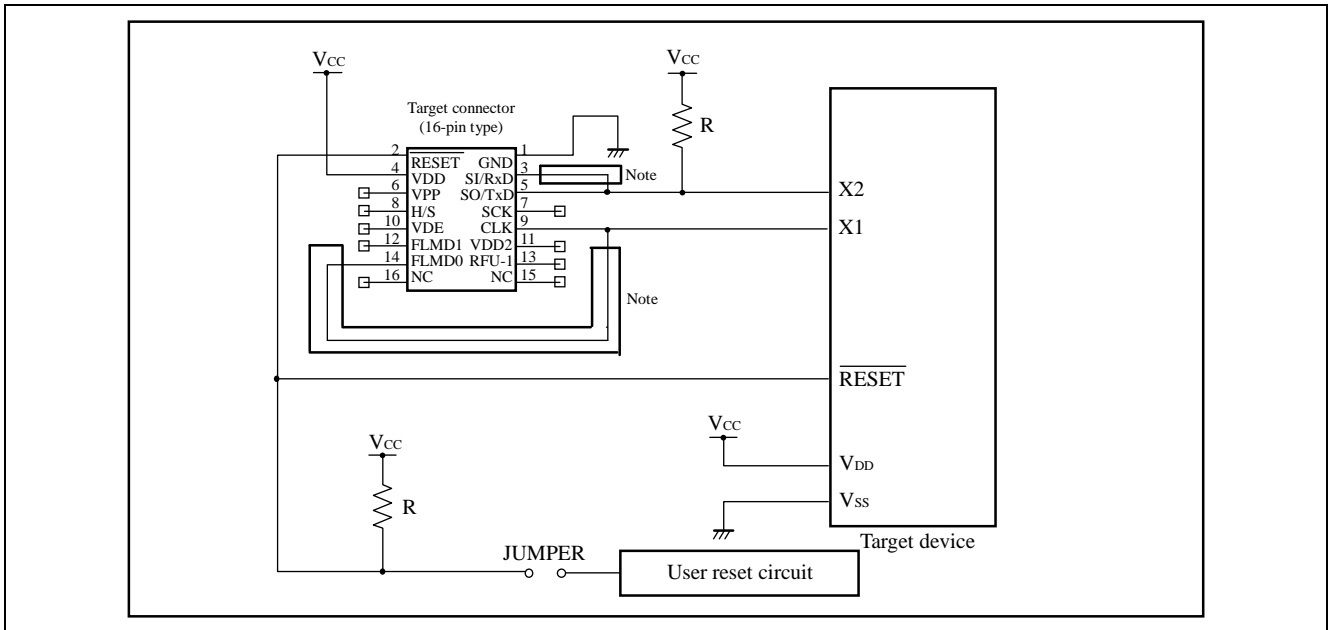 VCC
VCC
Target connector
(16-pin type)
R
2 RESET GND 1
4 VDD SI/RxD 3
Note
6 VPP SO/TxD 5
X2
8 H/S SCK 7
10 VDE CLK 9
X1
12 FLMD1 VDD2 11
14 FLMD0 RFU-1 13
16 NC NC 15
Note
RESET
VCC
VCC
VDD
R
VSS
Target device
JUMPER
User reset circuit